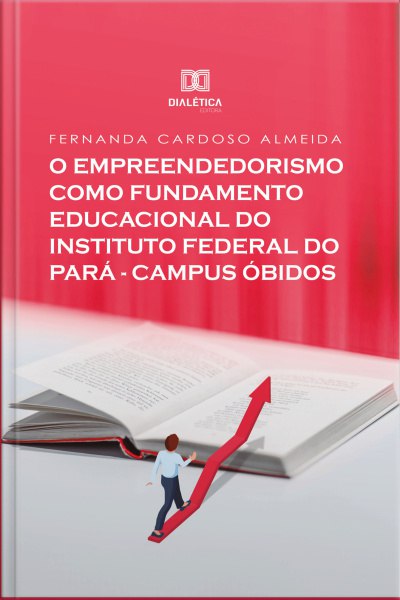 DIALÉTICA
EDITORA
FERNANDA CARDOSO ALMEIDA
O EMPREENDEDORISMO
COMO FUNDAMENTO
EDUCACIONAL DO
INSTITUTO FEDERAL DO
PARÁ - CAMPUS ÓBIDOS